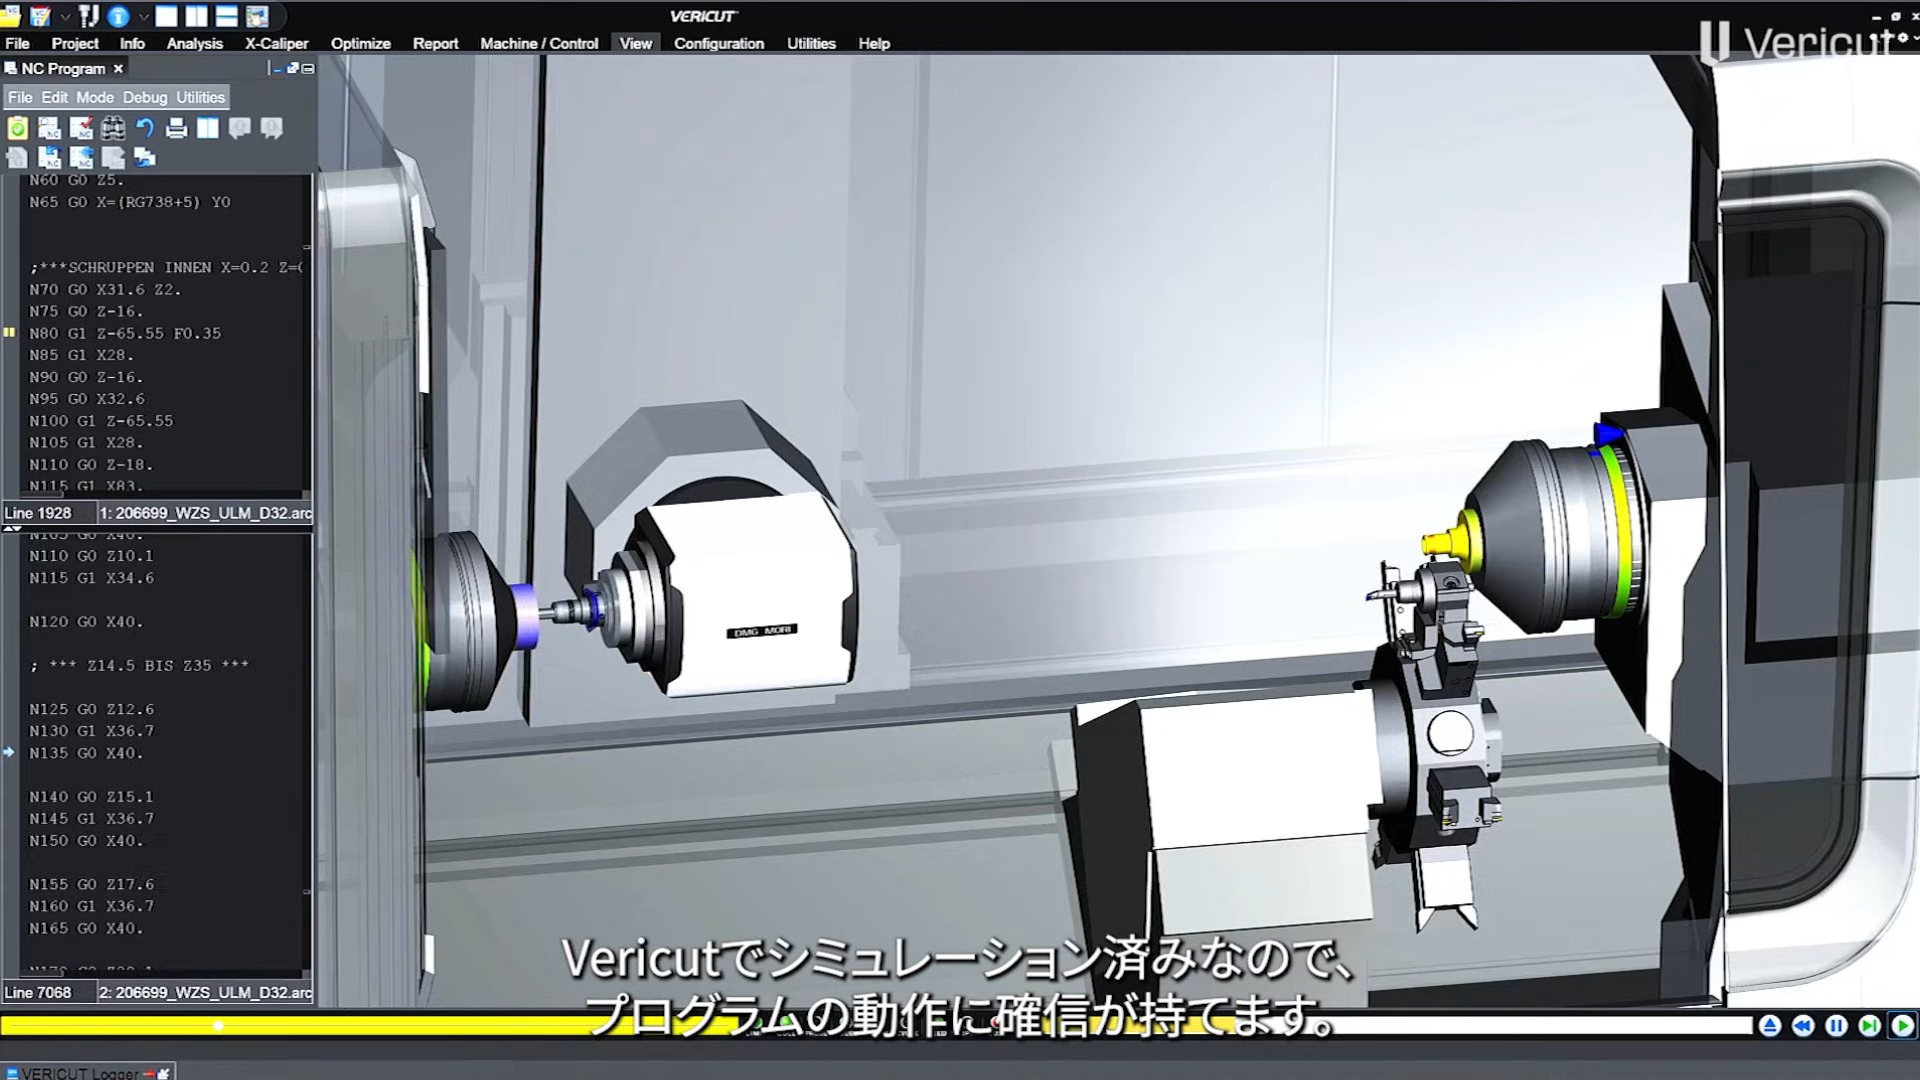 VERICUT
File Project Info Analysis X-Caliper Optimize Report Machine / Control View Configuration Utilities Help
Vericut
NC Program
File Edit Mode Debug Utilities
N60 G0 Z5.
N65 G0 X=(RG738+5) Y0
;***SCHRUPPEN INNEN X=0.2 Z=
N70 G0 X31.6 Z2.
N75 G0 Z-16.
N80 G1 Z-65.55 F0.35
N85 G1 X28.
N90 G0 Z-16.
N95 G0 X32.6
N100 G1 Z-65.55
N105 G1 X28.
N110 G0 Z-18.
N115 G1 X83.
Line 1928 1: 206699_WZS_ULM_D32.arc
N105 G0 X40.
N110 G0 Z10.1
N115 G1 X34.6
N120 G0 X40.
; *** Z14.5 BIS Z35 ***
N125 G0 Z12.6
N130 G1 X36.7
N135 G0 X40.
N140 G0 Z15.1
N145 G1 X36.7
N150 G0 X40.
N155 G0 Z17.6
N160 G1 X36.7
N165 G0 X40.
Line 7068 2: 206699_WZS_ULM_D32.arc
DMG MORI
Vericutでシミュレーション済みなので、
プログラムの動作に確信が持てます。
VERICUT Logger